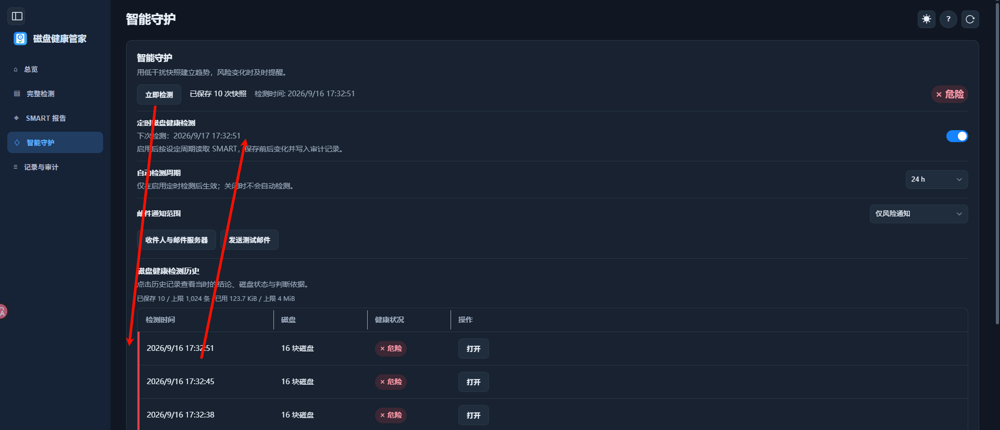 智能守护
磁盘健康管家
总览
完整检测
SMART 报告
智能守护
记录与审计
智能守护
用低干扰快照建立趋势，风险变化时及时提醒。
立即检测 已保存 10 次快照 检测时间: 2026/9/16 17:32:51
× 危险
定时磁盘健康检测
下次检测：2026/9/17 17:32:51
启用后按设定周期读取 SMART，保存前后变化并写入审计记录。
自动检测周期
仅在启用定时检测后生效；关闭时不会自动检测。
24 h
邮件通知范围
仅风险通知
收件人与邮件服务器 发送测试邮件
磁盘健康检测历史
点击历史记录查看当时的结论、磁盘状态与判断依据。
已保存 10 / 上限 1,024 条 已用 123.7 KiB / 上限 4 MiB
检测时间 磁盘 健康状况 操作
2026/9/16 17:32:51 16 块磁盘 × 危险 打开
2026/9/16 17:32:45 16 块磁盘 × 危险 打开
2026/9/16 17:32:38 16 块磁盘 × 危险 打开
?
A